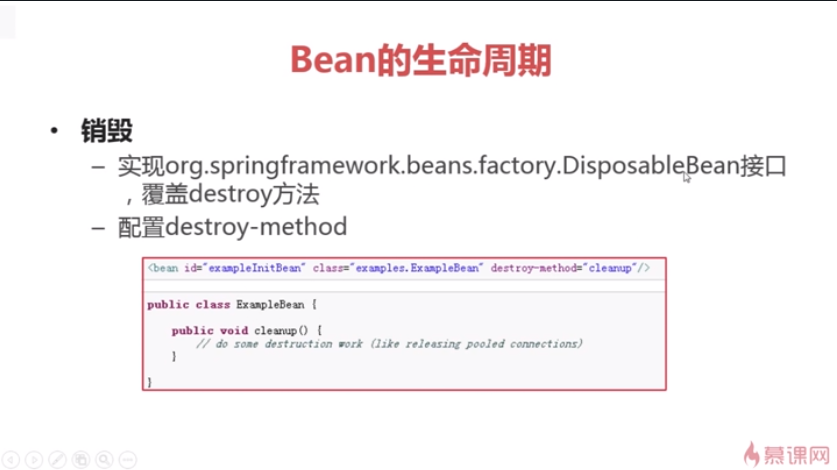 Bean的生命周期
• 销毁
– 实现org.springframework.beans.factory.DisposableBean接口
，覆盖destroy方法
– 配置destroy-method
<bean id="exampleInitBean" class="examples.ExampleBean" destroy-method="cleanup"/>
public class ExampleBean {
public void cleanup() {
// do some destruction work (like releasing pooled connections)
}
}
慕课网